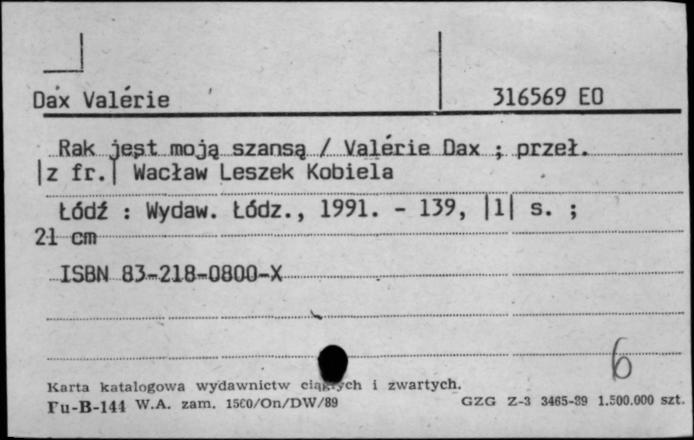 Dax Valérie 316569 EO
Rak jest moją szansą / Valérie Dax ; przeł.
|z fr.| Wacław Leszek Kobiela
Łódź : Wydaw. Łódz., 1991. - 139, |1| s. ;
21 cm
ISBN 83-218-0800-X
6
Karta katalogowa wydawnictw ciągłych i zwartych.
Pu-B-144 W.A. zam. 1560/On/DW/89 GZG Z-3 3465-89 1.500.000 szt.